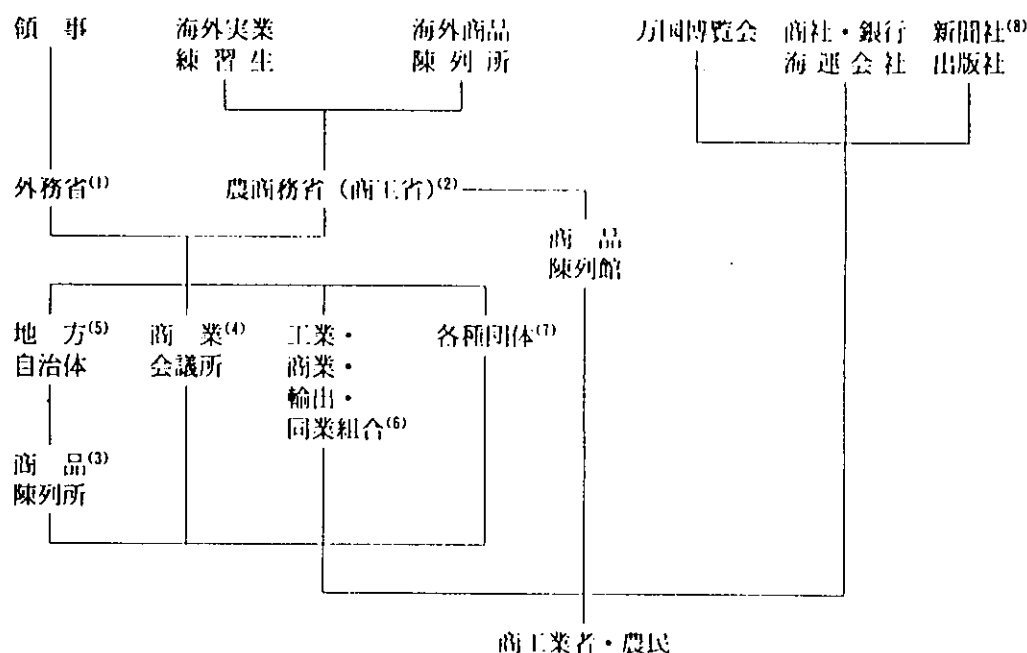 領事 海外実業 海外商品 万国博覧会 商社・銀行 新聞社(8)
練習生 陳列所 海運会社 出版社
外務省(1) 農商務省(商工省)(2)
商品
陳列館
地方(5) 商業(4) 工業・ 各種団体(7)
自治体 会議所 商業・
輸出・
同業組合(6)
商品(3)
陳列所
商工業者・農民